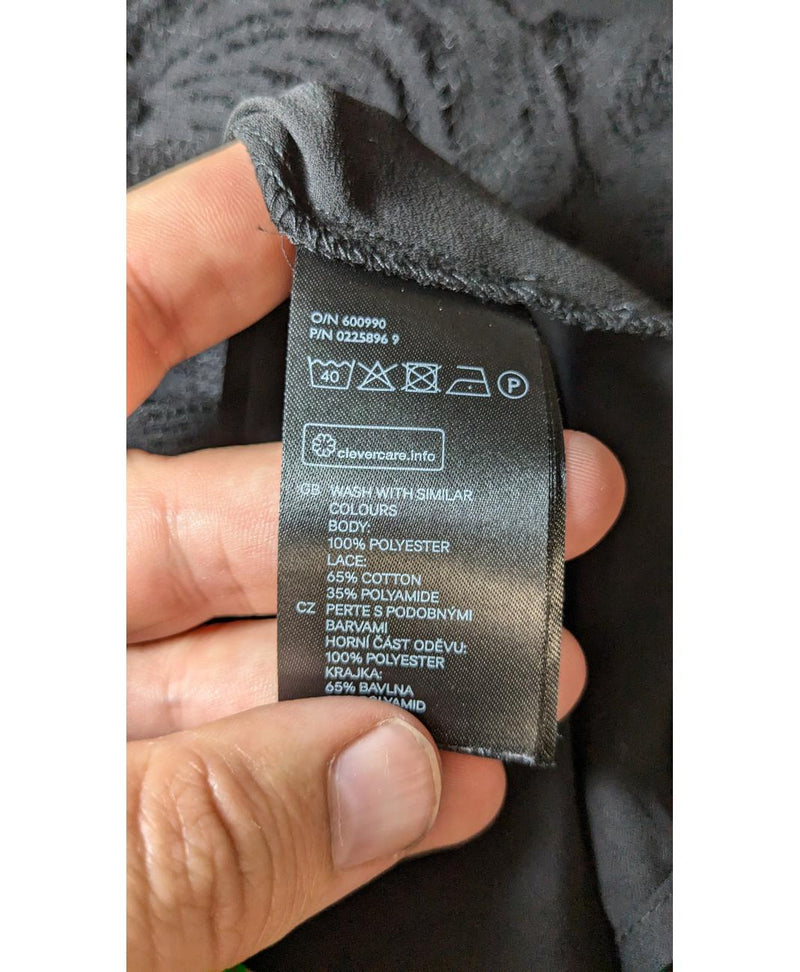 O/N 600990
P/N 0225896 9
40 P
clevercare.info
GB WASH WITH SIMILAR
COLOURS
BODY:
100% POLYESTER
LACE:
65% COTTON
35% POLYAMIDE
CZ PERTE S PODOBNÝMI
BARVAMI
HORNÍ ČÁST ODĚVU:
100% POLYESTER
KRAJKA:
65% BAVLNA
POLYAMID